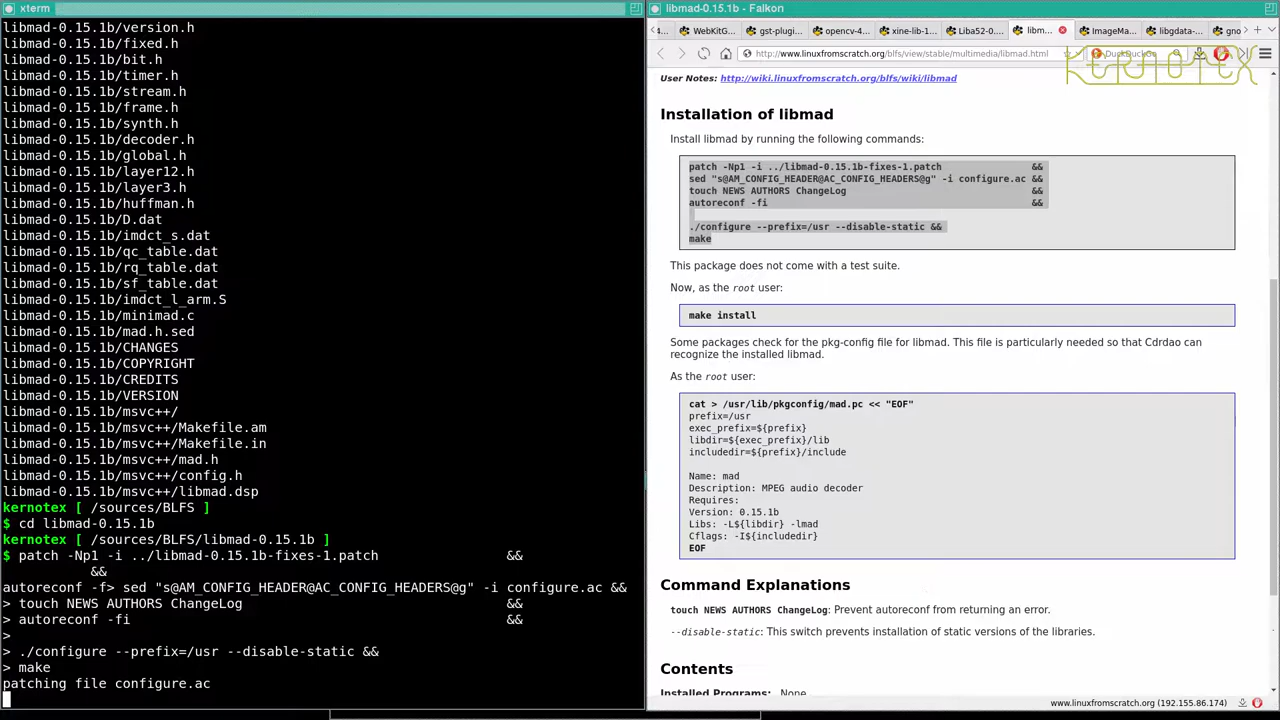 xterm
libmad-0.15.1b/version.h
libmad-0.15.1b/fixed.h
libmad-0.15.1b/bit.h
libmad-0.15.1b/timer.h
libmad-0.15.1b/stream.h
libmad-0.15.1b/frame.h
libmad-0.15.1b/synth.h
libmad-0.15.1b/decoder.h
libmad-0.15.1b/global.h
libmad-0.15.1b/layer12.h
libmad-0.15.1b/layer3.h
libmad-0.15.1b/huffman.h
libmad-0.15.1b/D.dat
libmad-0.15.1b/imdct_s.dat
libmad-0.15.1b/qc_table.dat
libmad-0.15.1b/rq_table.dat
libmad-0.15.1b/sf_table.dat
libmad-0.15.1b/imdct_l_arm.S
libmad-0.15.1b/minimad.c
libmad-0.15.1b/mad.h.sed
libmad-0.15.1b/CHANGES
libmad-0.15.1b/COPYRIGHT
libmad-0.15.1b/CREDITS
libmad-0.15.1b/VERSION
libmad-0.15.1b/msvc++/
libmad-0.15.1b/msvc++/Makefile.am
libmad-0.15.1b/msvc++/Makefile.in
libmad-0.15.1b/msvc++/mad.h
libmad-0.15.1b/msvc++/config.h
libmad-0.15.1b/msvc++/libmad.dsp
kernotex [ /sources/BLFS ]
$ cd libmad-0.15.1b
kernotex [ /sources/BLFS/libmad-0.15.1b ]
$ patch -Np1 -i ../libmad-0.15.1b-fixes-1.patch &&
&&
autoreconf -f> sed "s@AM_CONFIG_HEADER@AC_CONFIG_HEADERS@g" -i configure.ac &&
> touch NEWS AUTHORS ChangeLog &&
> autoreconf -fi &&
>
> ./configure --prefix=/usr --disable-static &&
> make
patching file configure.ac
libmad-0.15.1b - Falkon
4... WebKitG... gst-plugi... opencv-4... xine-lib-1... Liba52-0... libm... ImageMa... libgdata-... gno
http://www.linuxfromscratch.org/blfs/view/stable/multimedia/libmad.html DuckDuckGo
KERNOTEX
User Notes: http://wiki.linuxfromscratch.org/blfs/wiki/libmad
Installation of libmad
Install libmad by running the following commands:
patch -Np1 -i ../libmad-0.15.1b-fixes-1.patch &&
sed "s@AM_CONFIG_HEADER@AC_CONFIG_HEADERS@g" -i configure.ac &&
touch NEWS AUTHORS ChangeLog &&
autoreconf -fi &&
./configure --prefix=/usr --disable-static &&
make
This package does not come with a test suite.
Now, as the root user:
make install
Some packages check for the pkg-config file for libmad. This file is particularly needed so that Cdrdao can
recognize the installed libmad.
As the root user:
cat > /usr/lib/pkgconfig/mad.pc << "EOF"
prefix=/usr
exec_prefix=${prefix}
libdir=${exec_prefix}/lib
includedir=${prefix}/include
Name: mad
Description: MPEG audio decoder
Requires:
Version: 0.15.1b
Libs: -L${libdir} -lmad
Cflags: -I${includedir}
EOF
Command Explanations
touch NEWS AUTHORS ChangeLog: Prevent autoreconf from returning an error.
--disable-static: This switch prevents installation of static versions of the libraries.
Contents
Installed Programs: None
www.linuxfromscratch.org (192.155.86.174)